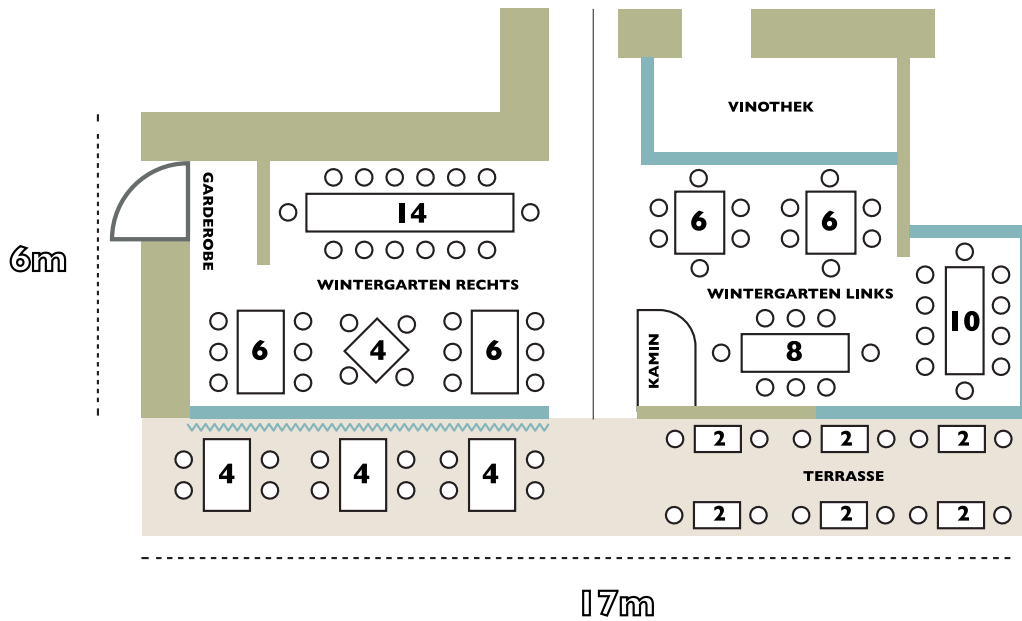 VINOTHEK
GARDEROBE
14
6
6
6m
WINTERGARTEN RECHTS
WINTERGARTEN LINKS
6
4
6
KAMIN
8
10
4
4
4
2
2
2
TERRASSE
2
2
2
17m